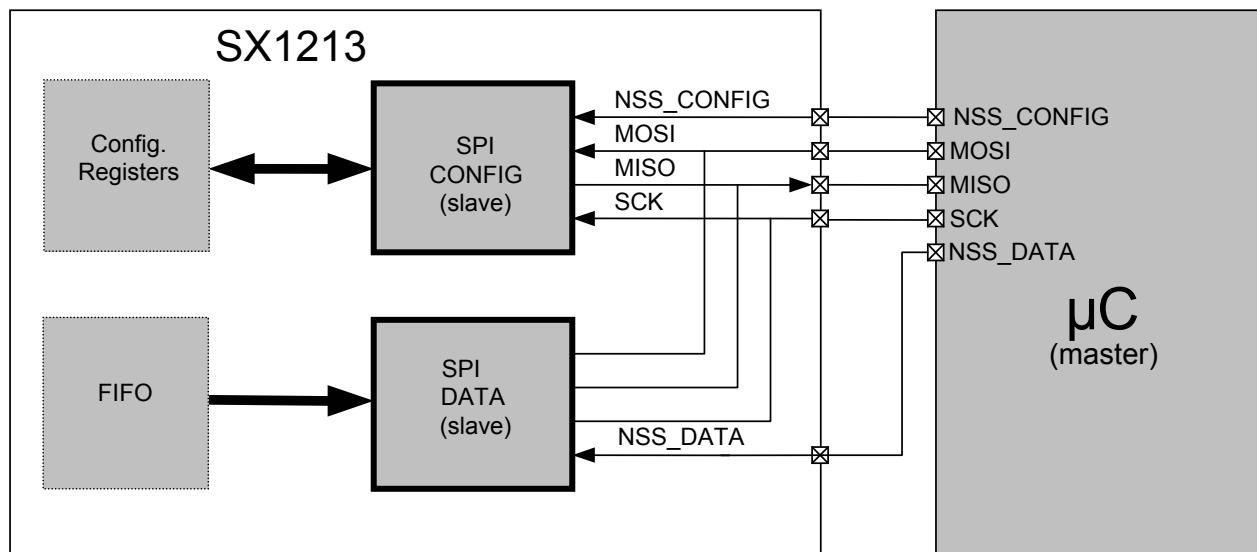 SX1213
Config.
Registers
SPI
CONFIG
(slave)
NSS_CONFIG
MOSI
MISO
SCK
NSS_CONFIG
MOSI
MISO
SCK
NSS_DATA
µC
(master)
FIFO
SPI
DATA
(slave)
NSS_DATA